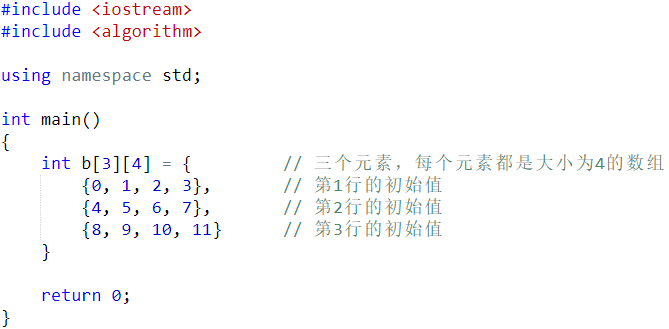 #include <iostream>
#include <algorithm>
using namespace std;
int main()
{
    int b[3][4] = {         // 三个元素，每个元素都是大小为4的数组
        {0, 1, 2, 3},       // 第1行的初始值
        {4, 5, 6, 7},       // 第2行的初始值
        {8, 9, 10, 11}      // 第3行的初始值
    }
    return 0;
}